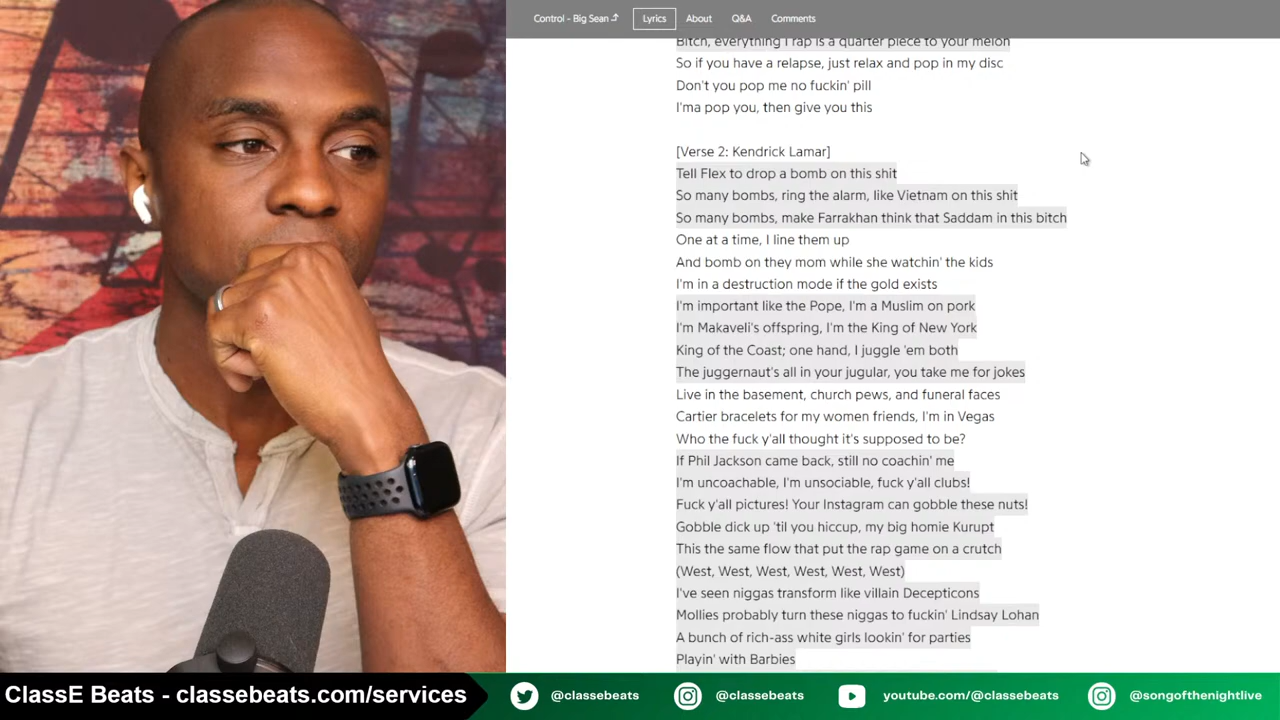 Control - Big Sean
Lyrics
About
Q&A
Comments
Bitch, everything I rap is a quarter piece to your melon
So if you have a relapse, just relax and pop in my disc
Don't you pop me no fuckin' pill
I'ma pop you, then give you this
[Verse 2: Kendrick Lamar]
Tell Flex to drop a bomb on this shit
So many bombs, ring the alarm, like Vietnam on this shit
So many bombs, make Farrakhan think that Saddam in this bitch
One at a time, I line them up
And bomb on they mom while she watchin' the kids
I'm in a destruction mode if the gold exists
I'm important like the Pope, I'm a Muslim on pork
I'm Makaveli's offspring, I'm the King of New York
King of the Coast; one hand, I juggle 'em both
The juggernaut's all in your jugular, you take me for jokes
Live in the basement, church pews, and funeral faces
Cartier bracelets for my women friends, I'm in Vegas
Who the fuck y'all thought it's supposed to be?
If Phil Jackson came back, still no coachin' me
I'm uncoachable, I'm unsociable, fuck y'all clubs!
Fuck y'all pictures! Your Instagram can gobble these nuts!
Gobble dick up 'til you hiccup, my big homie Kurupt
This the same flow that put the rap game on a crutch
(West, West, West, West, West, West)
I've seen niggas transform like villain Decepticons
Mollies probably turn these niggas to fuckin' Lindsay Lohan
A bunch of rich-ass white girls lookin' for parties
Playin' with Barbies
ClassE Beats - classebeats.com/services
@classebeats
@classebeats
youtube.com/@classebeats
@songofthenightlive